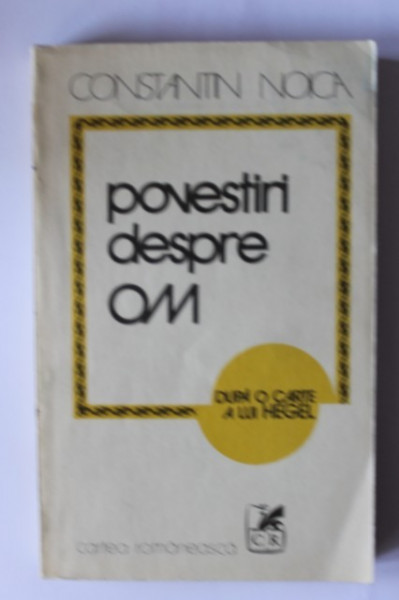 CONSTANTIN NOICA
povestiri
despre
OM
DUPĂ O CARTE
A LUI HEGEL
cartea românească
CR